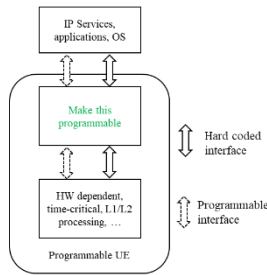 IP Services,
applications, OS
Make this
programmable
Hard coded
interface
HW dependent,
time-critical, L1/L2
processing, …
Programmable
interface
Programmable UE